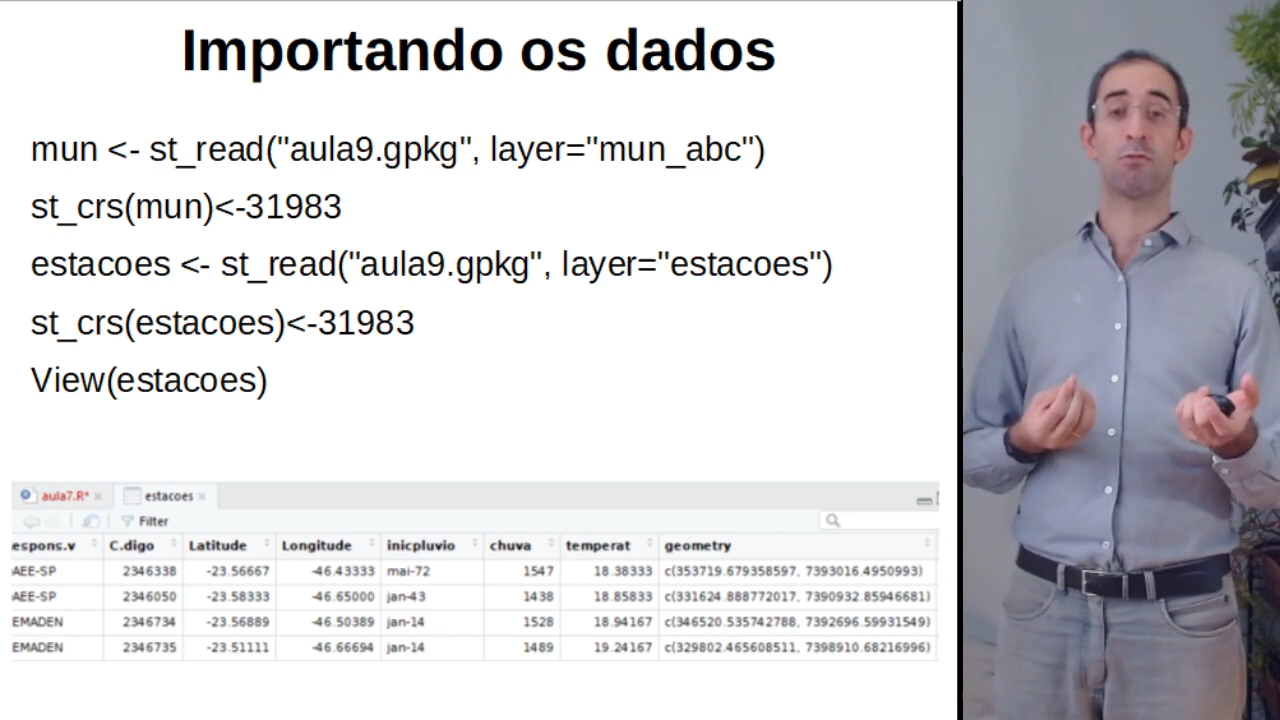 Importando os dados
mun <- st_read("aula9.gpkg", layer="mun_abc")
st_crs(mun)<-31983
estacoes <- st_read("aula9.gpkg", layer="estacoes")
st_crs(estacoes)<-31983
View(estacoes)
aula7.R* estacoes
Filter
espons.v C.digo Latitude Longitude inicpluvio chuva temperat geometry
AEE-SP 2346338 -23.56667 -46.43333 mai-72 1547 18.38333 c(353719.679358597, 7393016.4950993)
AEE-SP 2346050 -23.58333 -46.65000 jan-43 1438 18.85833 c(331624.888772017, 7390932.85946681)
EMADEN 2346734 -23.56889 -46.50389 jan-14 1528 18.94167 c(346520.535742788, 7392696.59931549)
EMADEN 2346735 -23.51111 -46.66694 jan-14 1489 19.24167 c(329802.465608511, 7398910.68216996)